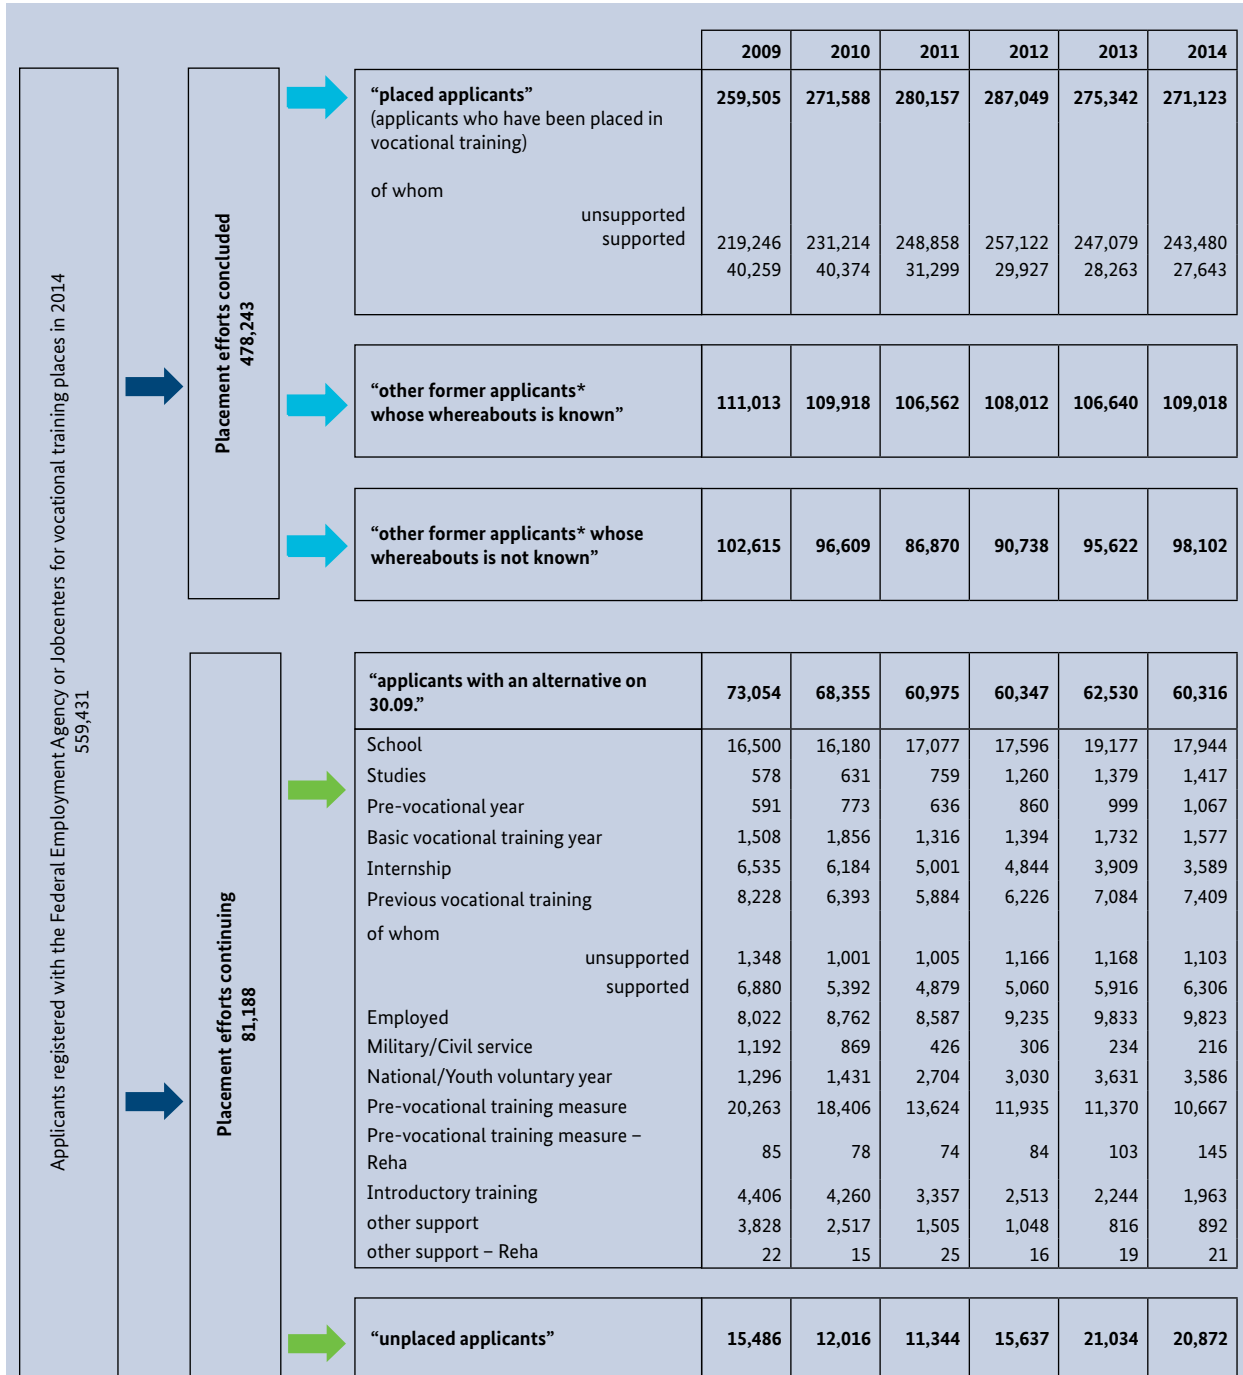 2009 2010 2011 2012 2013 2014
Applicants registered with the Federal Employment Agency or Jobcenters for vocational training places in 2014
559,431
Placement efforts concluded
478,243
“placed applicants” 259,505 271,588 280,157 287,049 275,342 271,123
(applicants who have been placed in
vocational training)
of whom
unsupported
supported 219,246 231,214 248,858 257,122 247,079 243,480
40,259 40,374 31,299 29,927 28,263 27,643
“other former applicants*
whose whereabouts is known” 111,013 109,918 106,562 108,012 106,640 109,018
“other former applicants* whose
whereabouts is not known” 102,615 96,609 86,870 90,738 95,622 98,102
Placement efforts continuing
81,188
“applicants with an alternative on
30.09.” 73,054 68,355 60,975 60,347 62,530 60,316
School 16,500 16,180 17,077 17,596 19,177 17,944
Studies 578 631 759 1,260 1,379 1,417
Pre-vocational year 591 773 636 860 999 1,067
Basic vocational training year 1,508 1,856 1,316 1,394 1,732 1,577
Internship 6,535 6,184 5,001 4,844 3,909 3,589
Previous vocational training 8,228 6,393 5,884 6,226 7,084 7,409
of whom
unsupported 1,348 1,001 1,005 1,166 1,168 1,103
supported 6,880 5,392 4,879 5,060 5,916 6,306
Employed 8,022 8,762 8,587 9,235 9,833 9,823
Military/Civil service 1,192 869 426 306 234 216
National/Youth voluntary year 1,296 1,431 2,704 3,030 3,631 3,586
Pre-vocational training measure 20,263 18,406 13,624 11,935 11,370 10,667
Pre-vocational training measure –
Reha 85 78 74 84 103 145
Introductory training 4,406 4,260 3,357 2,513 2,244 1,963
other support 3,828 2,517 1,505 1,048 816 892
other support – Reha 22 15 25 16 19 21
“unplaced applicants” 15,486 12,016 11,344 15,637 21,034 20,872